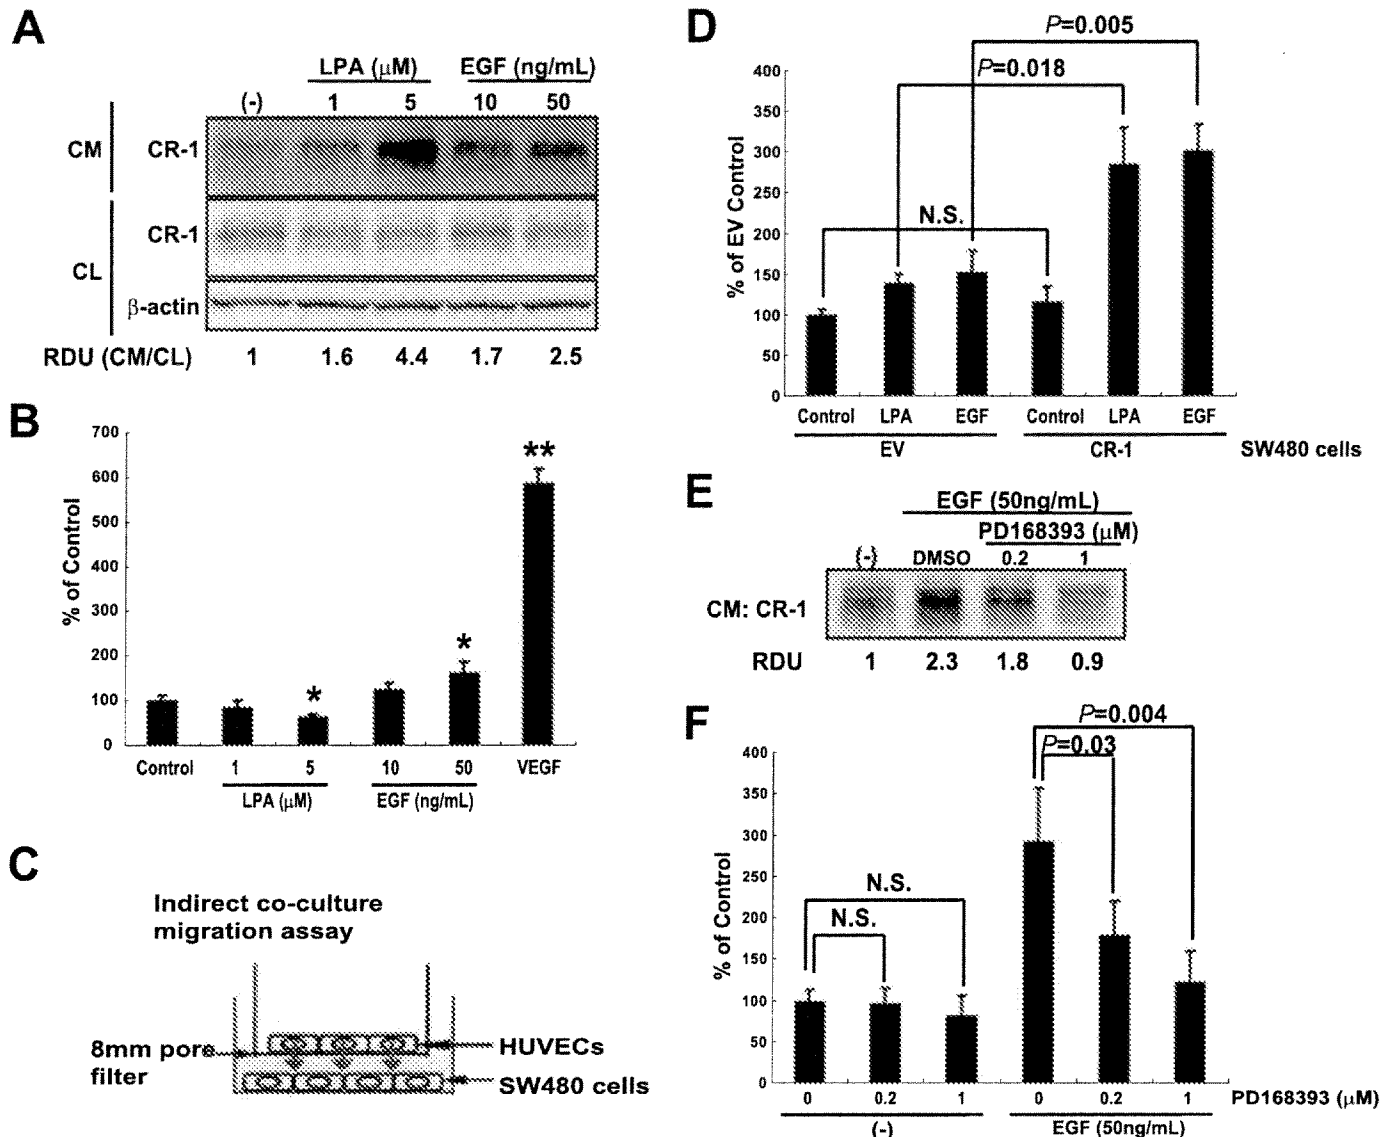 A
LPA (μM) EGF (ng/mL)
(-) 1 5 10 50
CM CR-1
CL CR-1
β-actin
RDU (CM/CL) 1 1.6 4.4 1.7 2.5
B
% of Control
700
600
500
400
300
200
100
0
*
*
**
Control 1 5 10 50 VEGF
LPA (μM) EGF (ng/mL)
C
Indirect co-culture
migration assay
8mm pore
filter
HUVECs
SW480 cells
D
P=0.005
P=0.018
N.S.
% of EV Control
400
350
300
250
200
150
100
50
0
Control LPA EGF Control LPA EGF
EV CR-1 SW480 cells
E
EGF (50ng/mL)
PD168393 (μM)
(-) DMSO 0.2 1
CM: CR-1
RDU 1 2.3 1.8 0.9
F
P=0.004
P=0.03
N.S.
N.S.
% of Control
400
350
300
250
200
150
100
50
0
0 0.2 1 0 0.2 1 PD168393 (μM)
(-) EGF (50ng/mL)